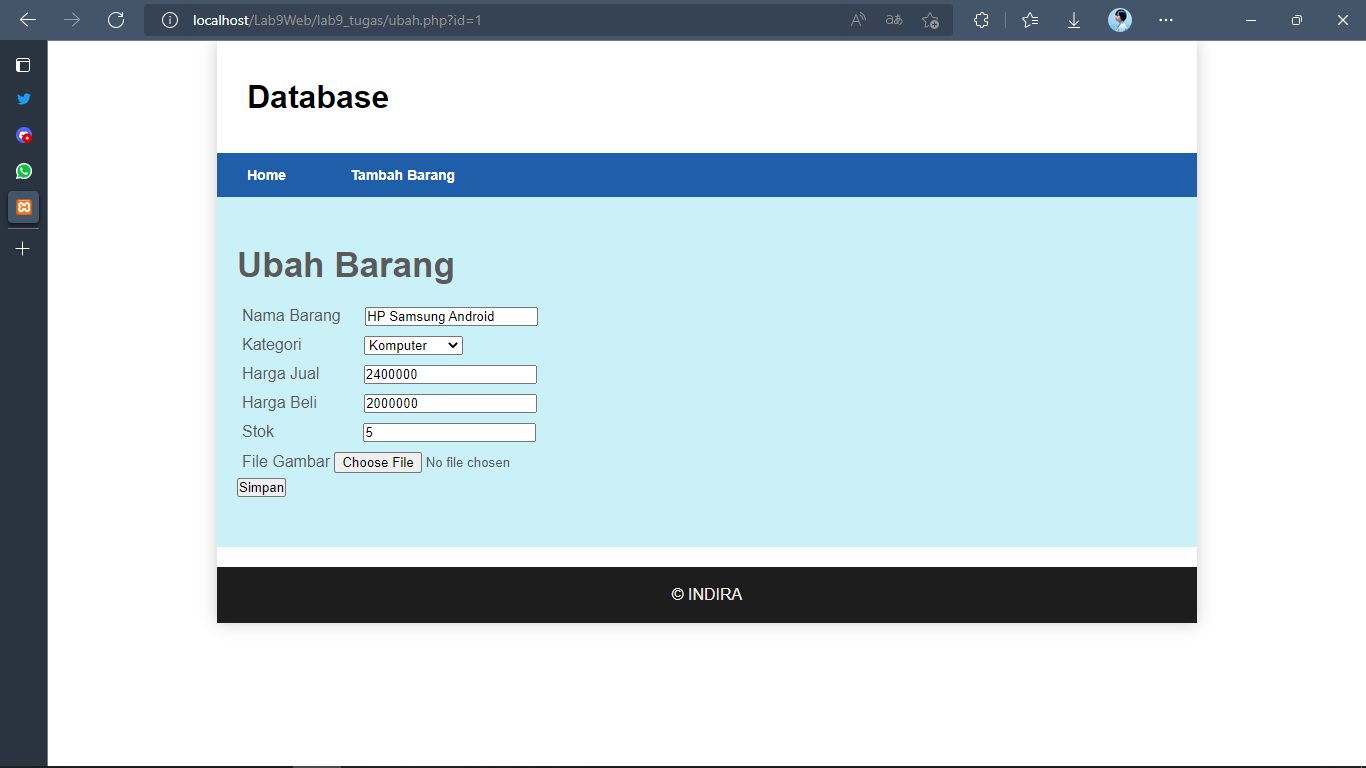 localhost/Lab9Web/lab9_tugas/ubah.php?id=1
Database
Home Tambah Barang
Ubah Barang
Nama Barang HP Samsung Android
Kategori Komputer
Harga Jual 2400000
Harga Beli 2000000
Stok 5
File Gambar Choose File No file chosen
Simpan
© INDIRA